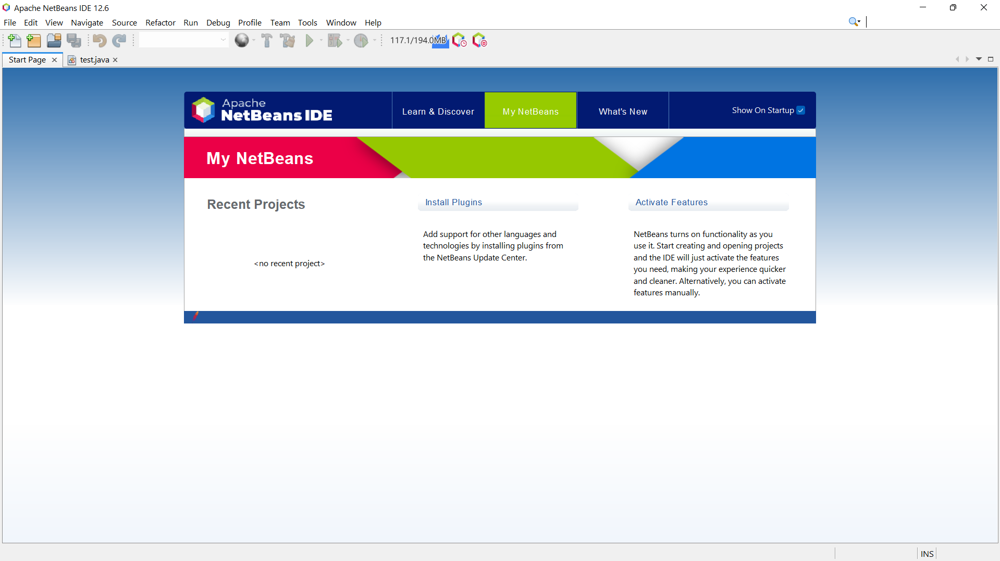 Apache NetBeans IDE 12.6
File Edit View Navigate Source Refactor Run Debug Profile Team Tools Window Help
117.1/194.0MB
Start Page test.java
Apache
NetBeans IDE
Learn & Discover
My NetBeans
What's New
Show On Startup
My NetBeans
Recent Projects
<no recent project>
Install Plugins
Add support for other languages and
technologies by installing plugins from
the NetBeans Update Center.
Activate Features
NetBeans turns on functionality as you
use it. Start creating and opening projects
and the IDE will just activate the features
you need, making your experience quicker
and cleaner. Alternatively, you can activate
features manually.
INS